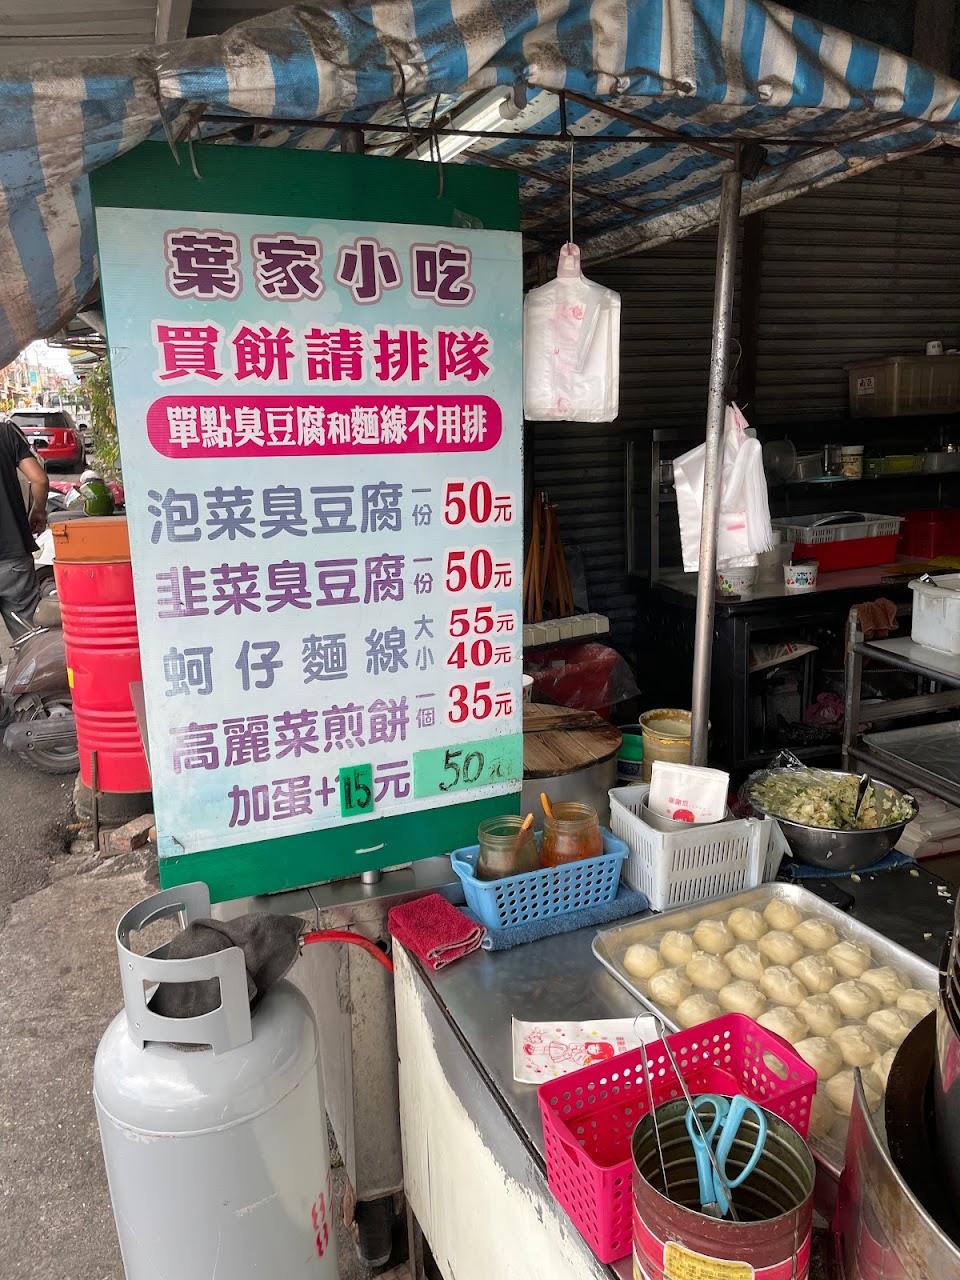 葉家小吃
買餅請排隊
單點臭豆腐和麵線不用排
泡菜臭豆腐一份50元
韭菜臭豆腐一份50元
蚵仔麵線大55元
小40元
高麗菜煎餅一個35元
加蛋+15元 50元